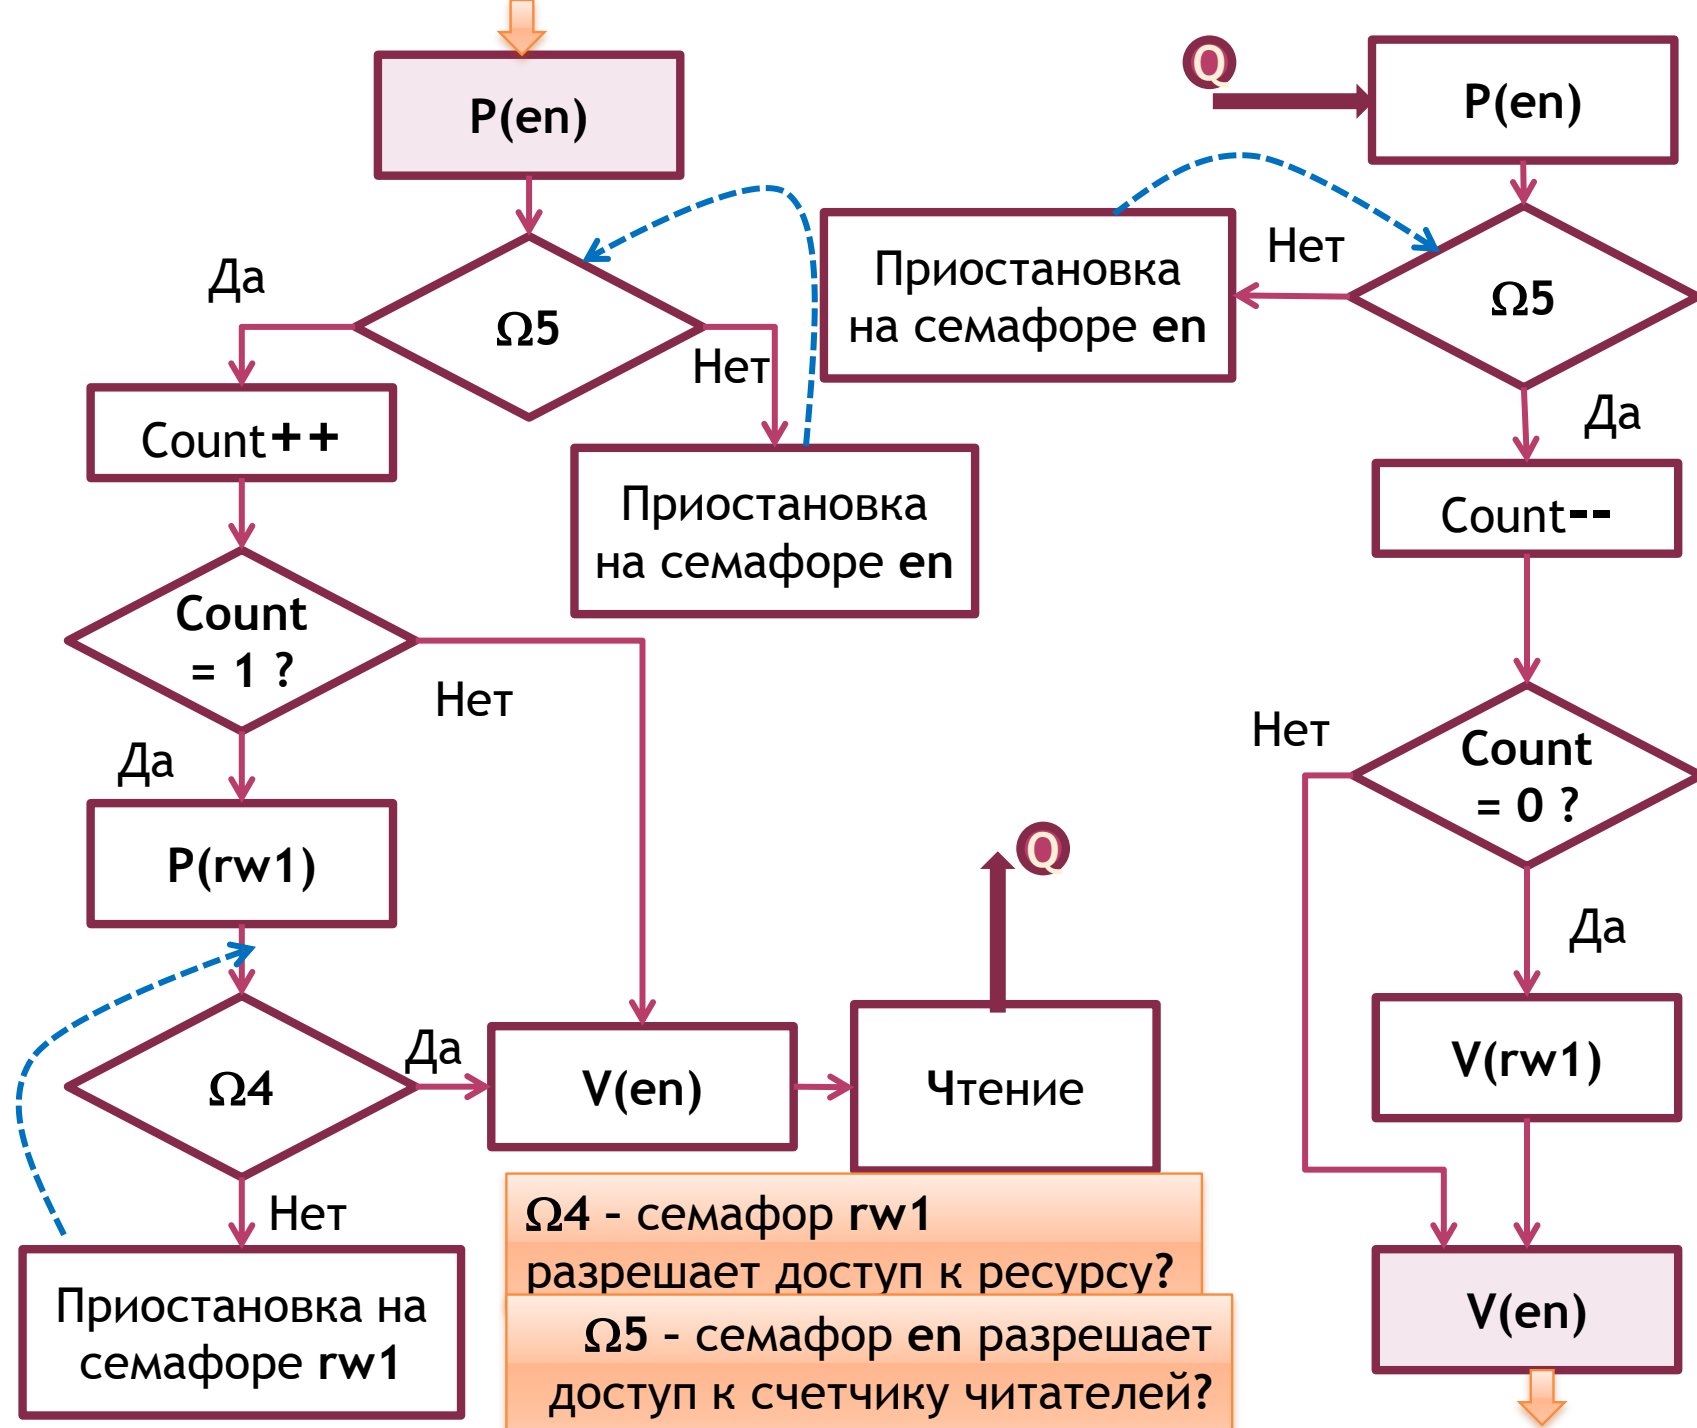 P(en)
Ω5
Да
Нет
Count++
Приостановка
на семафоре en
Count
= 1 ?
Нет
Да
P(rw1)
Ω4
Да
Нет
Приостановка на
семафоре rw1
V(en)
Чтение
Q
Ω4 – семафор rw1
разрешает доступ к ресурсу?
Ω5 – семафор en разрешает
доступ к счетчику читателей?
Q
P(en)
Ω5
Нет
Приостановка
на семафоре en
Да
Count--
Count
= 0 ?
Нет
Да
V(rw1)
V(en)